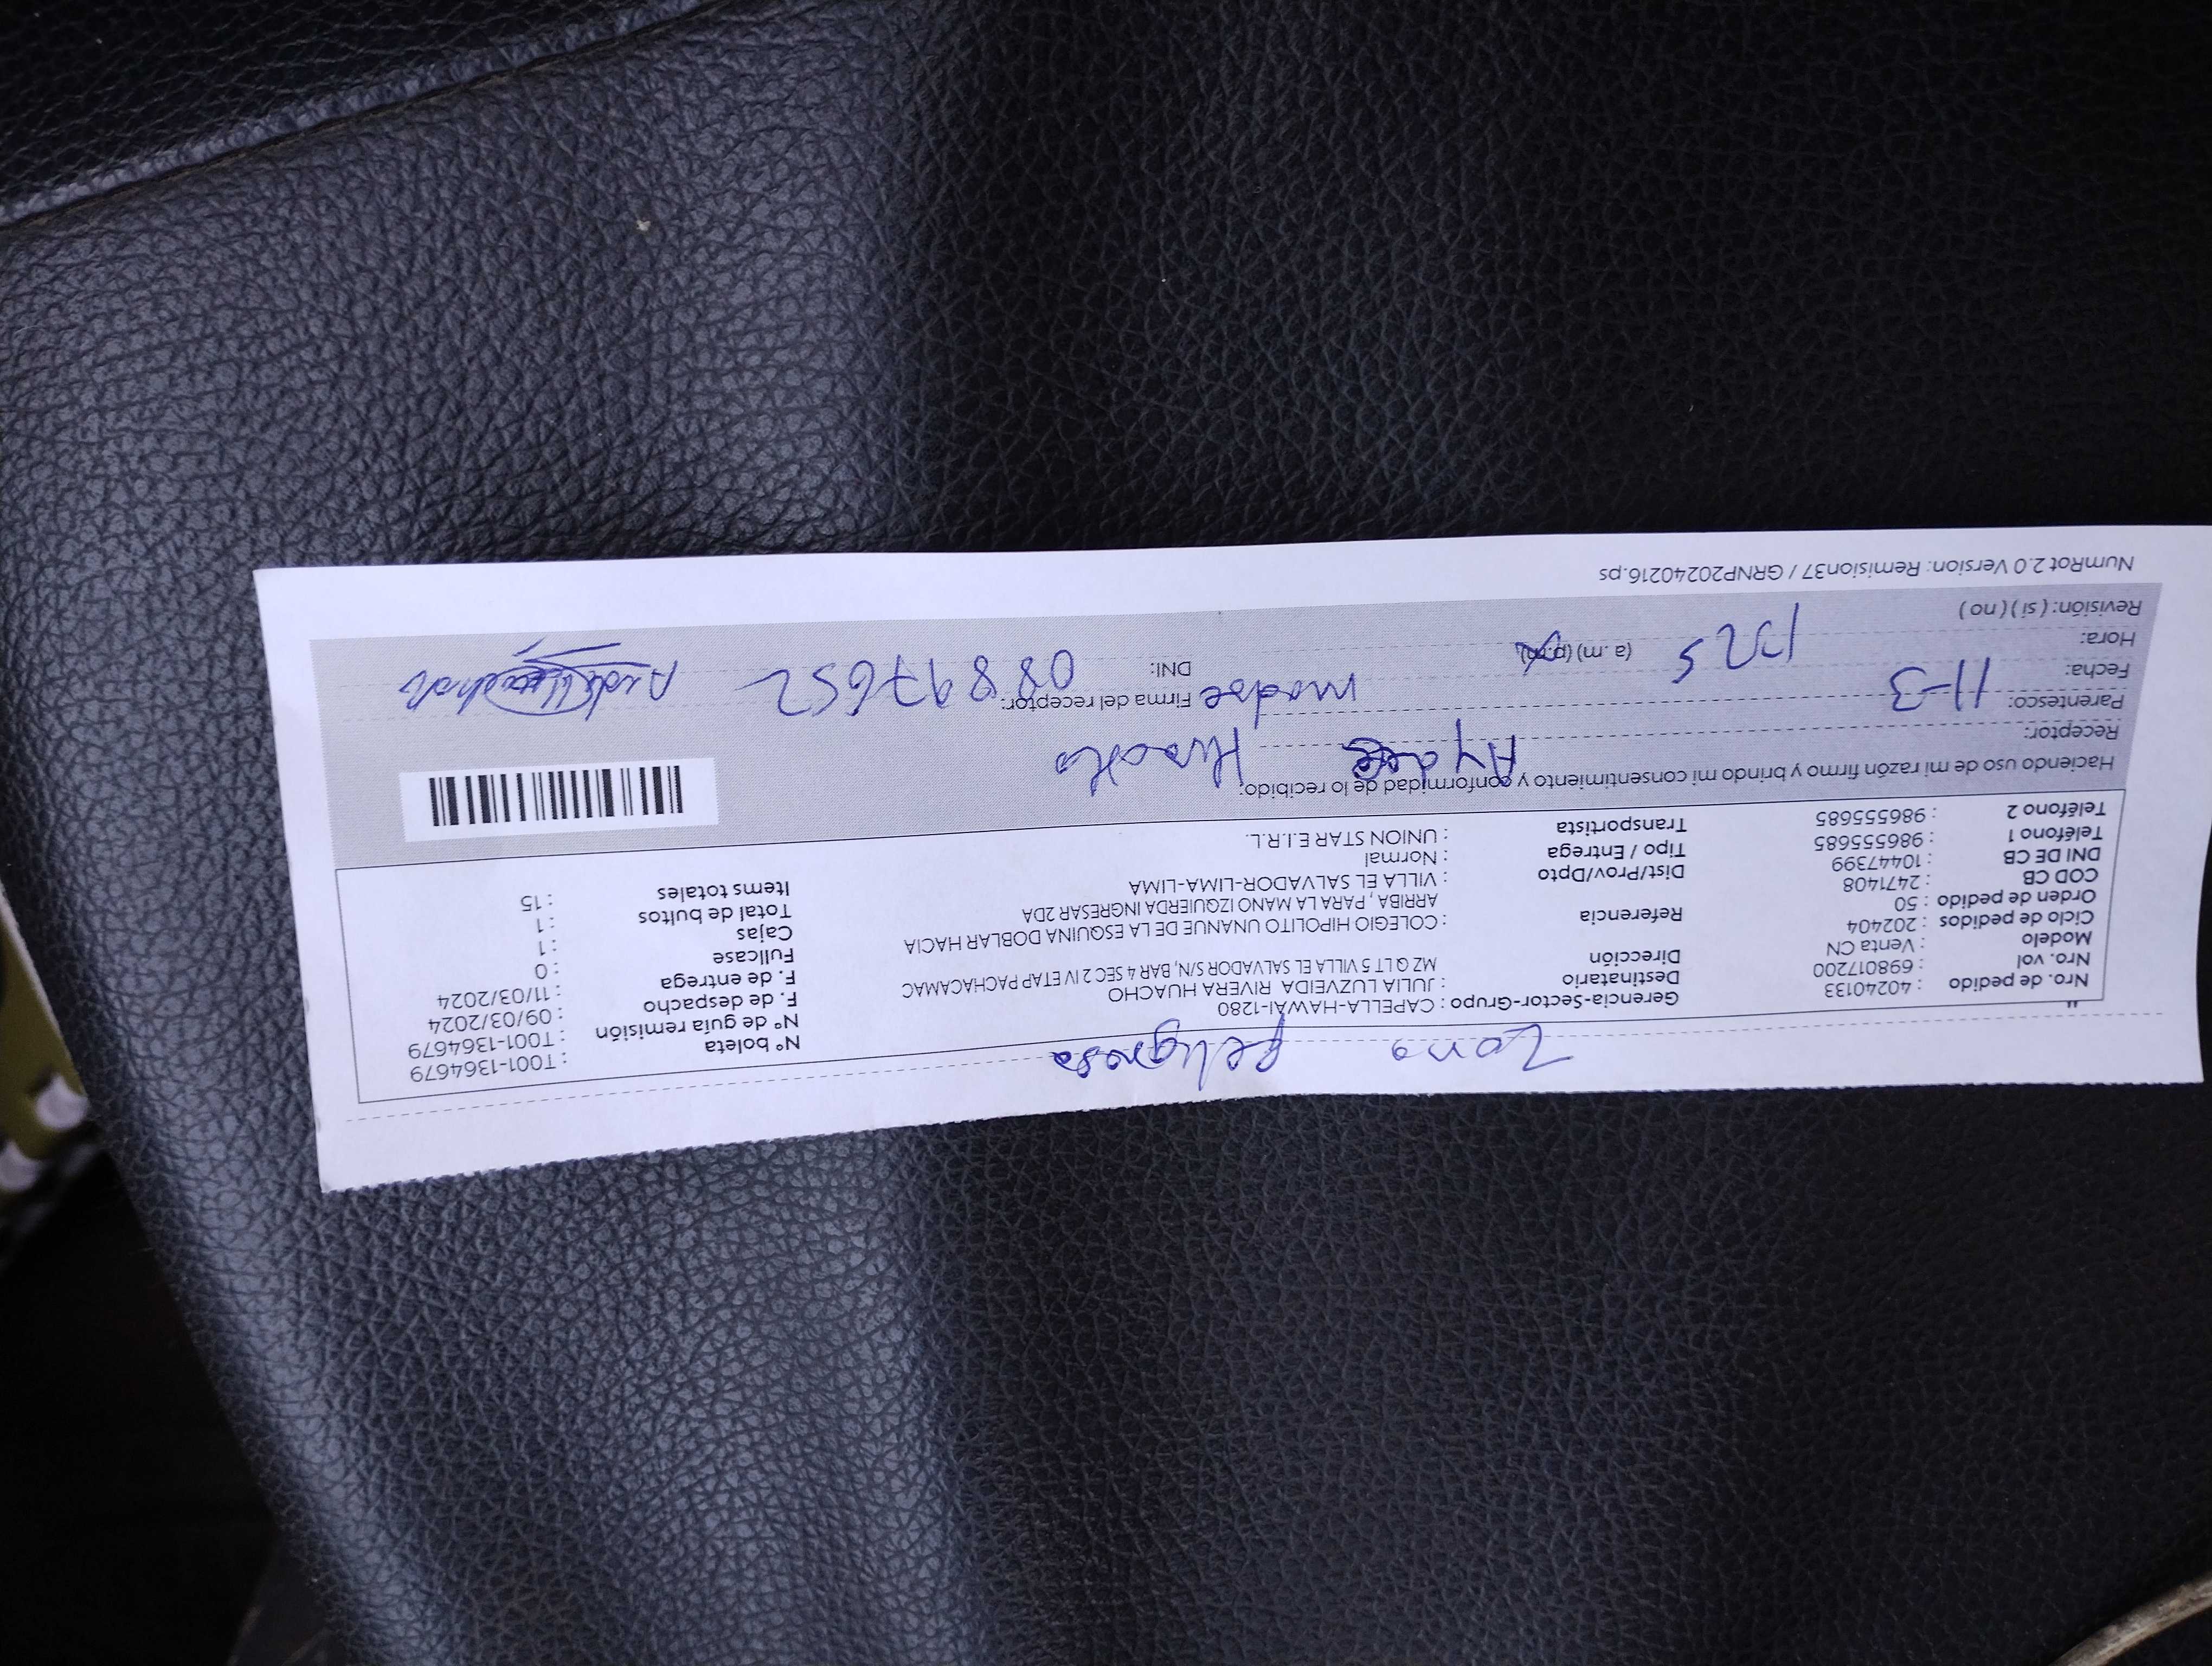 Zona Peligrosa
Nro. de pedido : 40240133
Nro. vol : 698017200
Modelo : Venta CN
Ciclo de pedidos : 202404
Orden de pedido : 50
COD CB : 2471408
DNI DE CB : 10447399
Teléfono 1 : 986555685
Teléfono 2 : 986555685
Gerencia-Sector-Grupo : CAPELLA-HAWAI-1280
Destinatario : JULIA LUZVEIDA RIVERA HUACHO
Dirección MZ Q LT 5 VILLA EL SALVADOR S/N, BAR 4 SEC 2 IV ETAP PACHACAMAC
Referencia : COLEGIO HIPOLITO UNANUE DE LA ESQUINA DOBLAR HACIA
ARRIBA , PARA LA MANO IZQUIERDA INGRESAR 2DA
Dist/Prov/Dpto : VILLA EL SALVADOR-LIMA-LIMA
Tipo / Entrega : Normal
Transportista : UNION STAR E.I.R.L.
N° boleta : T001-1364679
N° de guía remisión : T001-1364679
F. de despacho : 09/03/2024
F. de entrega : 11/03/2024
Fullcase : 0
Cajas : 1
Total de bultos : 1
Items totales : 15
Haciendo uso de mi razón firmo y brindo mi consentimiento y conformidad de lo recibido:
Receptor: Aydee Huacho
Parentesco: madre
Fecha: 11-3
Hora: 1225 (a. m) (p.m)
Revisión: ( si ) ( no )
Firma del receptor:
DNI: 08897652
NumRot 2.0 Version: Remision37 / GRNP20240216.ps